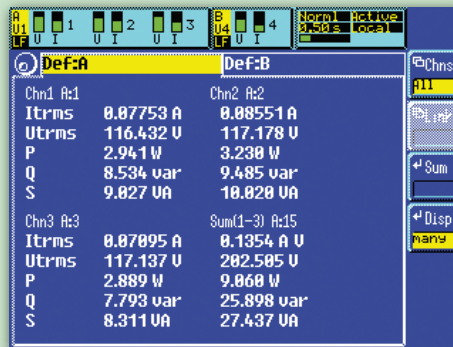 A
U1
LF
U I
1
U I
2
U I
3
B
U4
LF
U I
4
Norml Active
0.50s Local
Def:A Def:B
Chns
All
Link
Sum
Disp
many
Chn1 A:1 Chn2 A:2
Itrms 0.07753 A 0.08551 A
Utrms 116.432 V 117.178 V
P 2.941 W 3.230 W
Q 8.534 var 9.485 var
S 9.027 VA 10.020 VA
Chn3 A:3 Sum(1-3) A:15
Itrms 0.07095 A 0.1354 A V
Utrms 117.137 V 202.505 V
P 2.889 W 9.060 W
Q 7.793 var 25.898 var
S 8.311 VA 27.437 VA